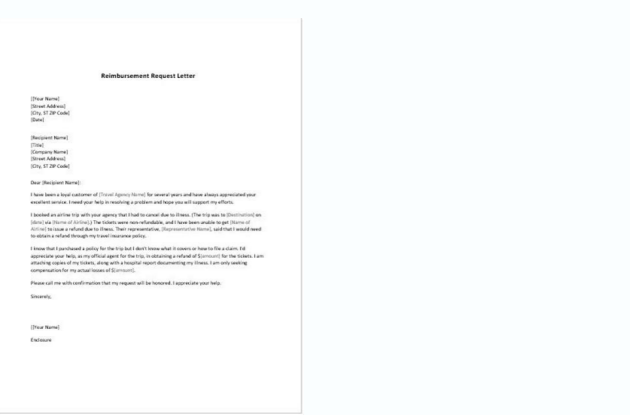 Reimbursement Request Letter
[[Your Name]
[Street Address]
[City, ST ZIP Code]
[Date]
[Recipient Name]
[Title]
[Company Name]
[Street Address]
[City, ST ZIP Code]
Dear [Recipient Name]:
I have been a loyal customer of [Travel Agency Name] for several years and have always appreciated your
excellent service. I need your help in resolving a problem and hope you will support my efforts.
I booked an airline trip with your agency that I had to cancel due to illness. (The trip was to [Destination] on
[date] via [Name of Airline].) The tickets were non-refundable, and I have been unable to get [Name of
Airline] to issue a refund due to illness. Their representative, [Representative Name], said that I would need
to obtain a refund through my travel insurance policy.
I know that I purchased a policy for the trip but I don't know what it covers or how to file a claim. I'd
appreciate your help, as my official agent for the trip, in obtaining a refund of $[amount] for the tickets. I am
attaching copies of my tickets, along with a hospital report documenting my illness. I am only seeking
compensation for my actual losses of $[amount].
Please call me with confirmation that my request will be honored. I appreciate your help.
Sincerely,
[[Your Name]
Enclosure